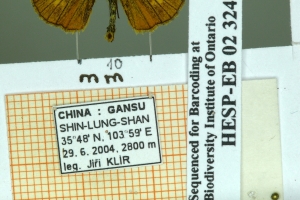 10
mm
CHINA : GANSU
SHIN-LUNG-SHAN
35°48' N, 103°59' E
29. 6. 2004, 2800 m
leg. Jiří KLÍR
Sequenced for Barcoding at
Biodiversity Institute of Ontario
HESP-EB 02 324